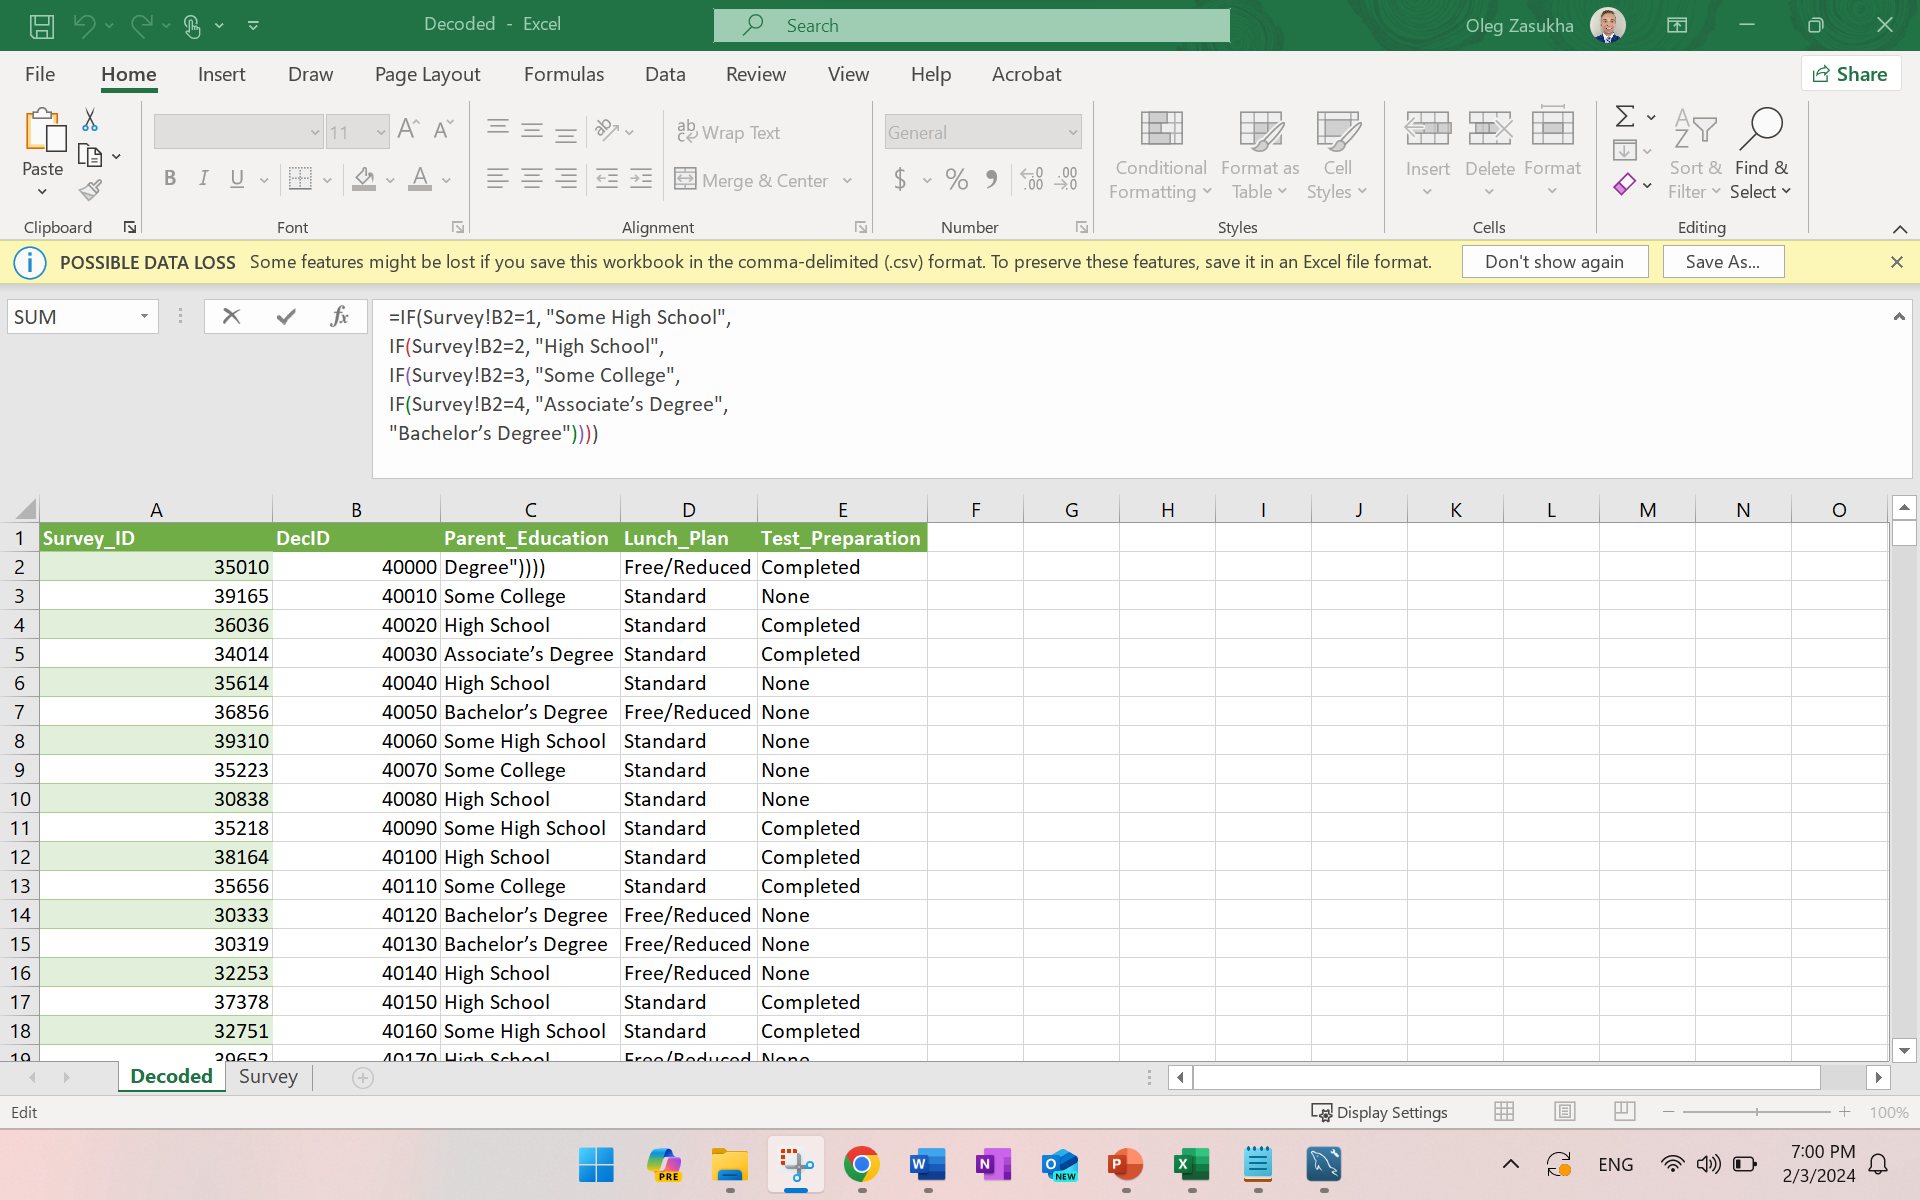 Decoded - Excel
Search
Oleg Zasukha
File Home Insert Draw Page Layout Formulas Data Review View Help Acrobat
Share
Paste
11
Wrap Text
General
Merge & Center
Conditional Formatting
Format as Table
Cell Styles
Insert Delete Format
Sort & Filter
Find & Select
Clipboard Font Alignment Number Styles Cells Editing
POSSIBLE DATA LOSS Some features might be lost if you save this workbook in the comma-delimited (.csv) format. To preserve these features, save it in an Excel file format. Don't show again Save As...
SUM
fx
=IF(Survey!B2=1, "Some High School",
IF(Survey!B2=2, "High School",
IF(Survey!B2=3, "Some College",
IF(Survey!B2=4, "Associate’s Degree",
"Bachelor’s Degree"))))
A B C D E F G H I J K L M N O
1 Survey_ID DecID Parent_Education Lunch_Plan Test_Preparation
2 35010 40000 Degree")))) Free/Reduced Completed
3 39165 40010 Some College Standard None
4 36036 40020 High School Standard Completed
5 34014 40030 Associate’s Degree Standard Completed
6 35614 40040 High School Standard None
7 36856 40050 Bachelor’s Degree Free/Reduced None
8 39310 40060 Some High School Standard None
9 35223 40070 Some College Standard None
10 30838 40080 High School Standard None
11 35218 40090 Some High School Standard Completed
12 38164 40100 High School Standard Completed
13 35656 40110 Some College Standard Completed
14 30333 40120 Bachelor’s Degree Free/Reduced None
15 30319 40130 Bachelor’s Degree Free/Reduced None
16 32253 40140 High School Free/Reduced None
17 37378 40150 High School Standard Completed
18 32751 40160 Some High School Standard Completed
19 39652 40170 High School Free/Reduced None
Decoded Survey
Edit
Display Settings
100%
PRE
NEW
ENG
7:00 PM
2/3/2024